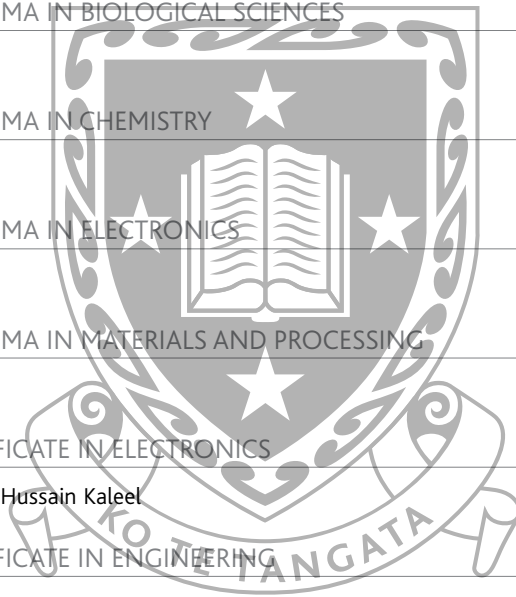 MA IN BIOLOGICAL SCIENCES
MA IN CHEMISTRY
MA IN ELECTRONICS
MA IN MATERIALS AND PROCESSING
FICATE IN ELECTRONICS
Hussain Kaleel
FICATE IN ENGINEERING
KO TE TANGATA